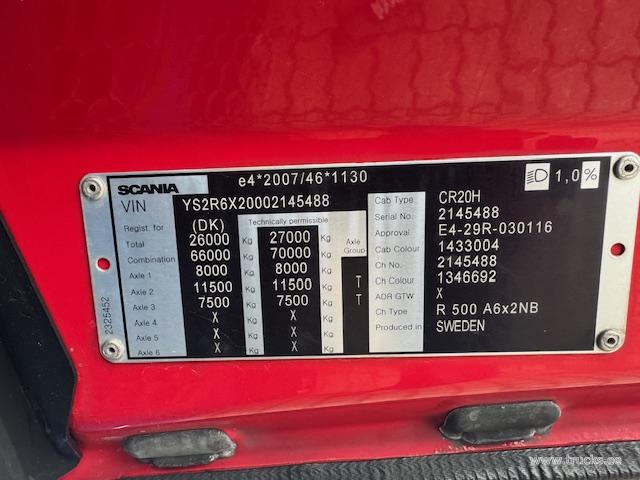 SCANIA e4*2007/46*1130 1,0%
VIN YS2R6X20002145488
Regist. for (DK) Technically permissible
Total 26000 Kg 27000 Kg Axle Group
Combination 66000 Kg 70000 Kg
Axle 1 8000 Kg 8000 Kg
Axle 2 11500 Kg 11500 Kg T
Axle 3 7500 Kg 7500 Kg T
Axle 4 X Kg X Kg
Axle 5 X Kg X Kg
Axle 6 X Kg X Kg
Cab Type CR20H
Serial No. 2145488
Approval E4-29R-030116
Cab Colour 1433004
Ch No. 2145488
Ch Colour 1346692
ADR GTW X
Ch Type R 500 A6x2NB
Produced in SWEDEN
2325452